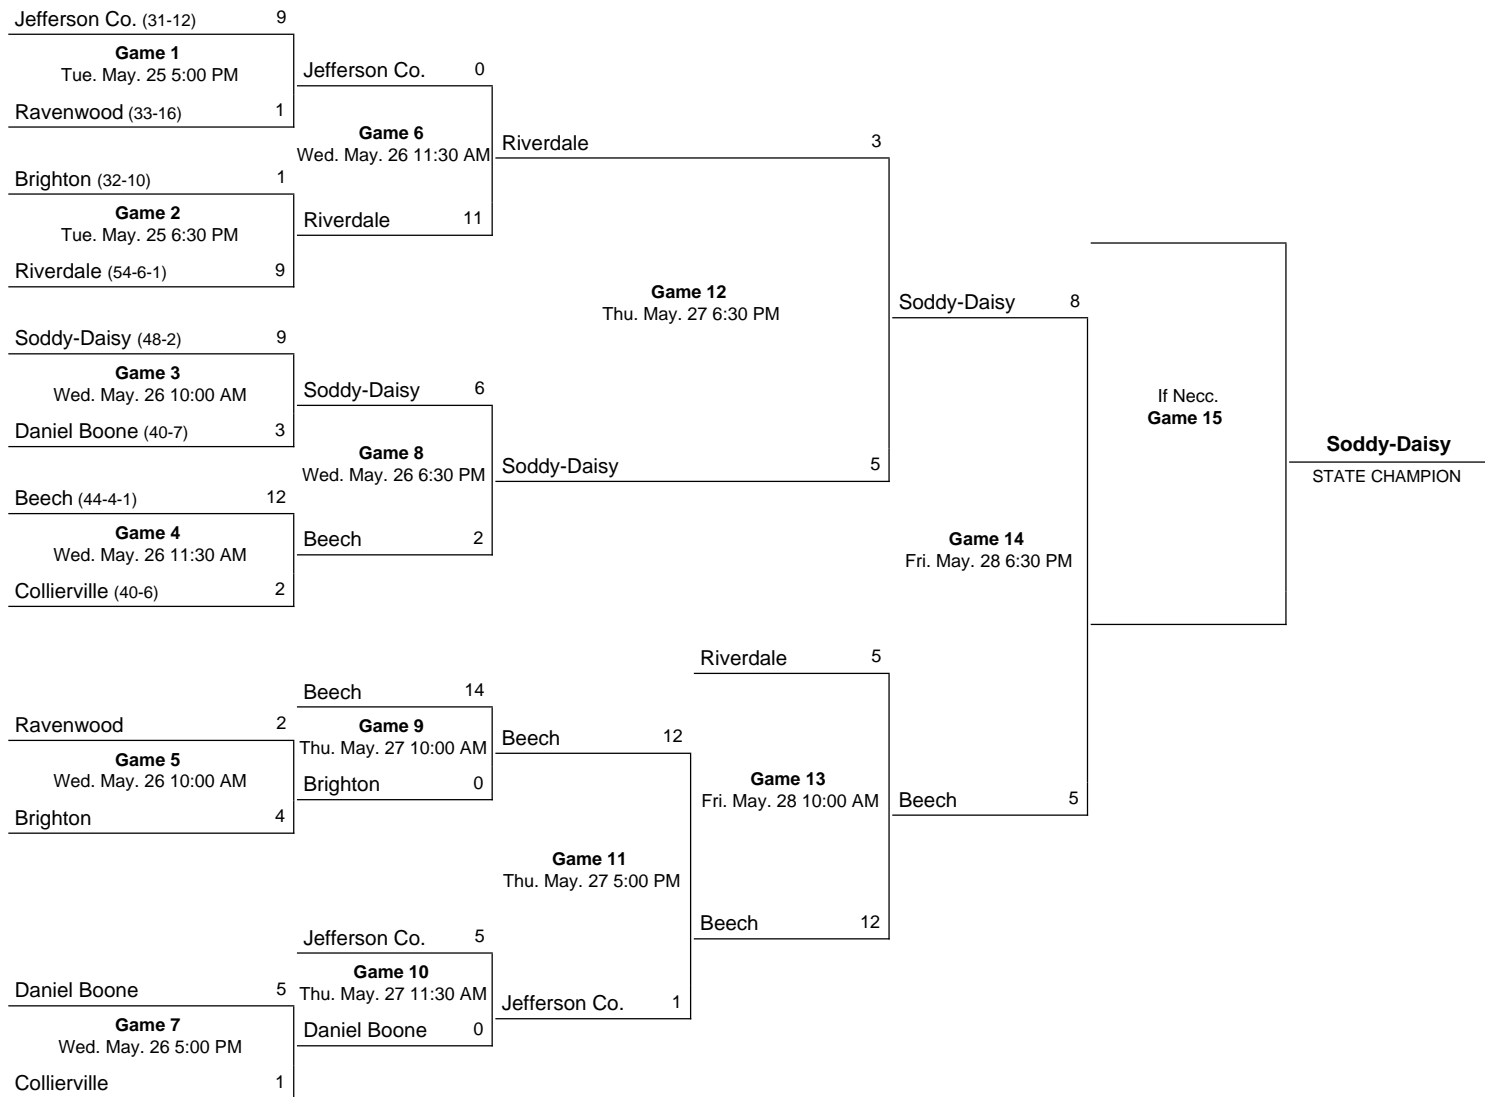 Jefferson Co. (31-12) 9
Game 1
Tue. May. 25 5:00 PM
Ravenwood (33-16) 1
Brighton (32-10) 1
Game 2
Tue. May. 25 6:30 PM
Riverdale (54-6-1) 9
Soddy-Daisy (48-2) 9
Game 3
Wed. May. 26 10:00 AM
Daniel Boone (40-7) 3
Beech (44-4-1) 12
Game 4
Wed. May. 26 11:30 AM
Collierville (40-6) 2
Ravenwood 2
Game 5
Wed. May. 26 10:00 AM
Brighton 4
Daniel Boone 5
Game 7
Wed. May. 26 5:00 PM
Collierville 1
Jefferson Co. 0
Game 6
Wed. May. 26 11:30 AM
Riverdale 11
Soddy-Daisy 6
Game 8
Wed. May. 26 6:30 PM
Beech 2
Beech 14
Game 9
Thu. May. 27 10:00 AM
Brighton 0
Jefferson Co. 5
Game 10
Thu. May. 27 11:30 AM
Daniel Boone 0
Riverdale 3
Game 12
Thu. May. 27 6:30 PM
Soddy-Daisy 5
Beech 12
Game 11
Thu. May. 27 5:00 PM
Jefferson Co. 1
Riverdale 5
Game 13
Fri. May. 28 10:00 AM
Beech 12
Soddy-Daisy 8
Game 14
Fri. May. 28 6:30 PM
Beech 5
If Necc.
Game 15
Soddy-Daisy
STATE CHAMPION